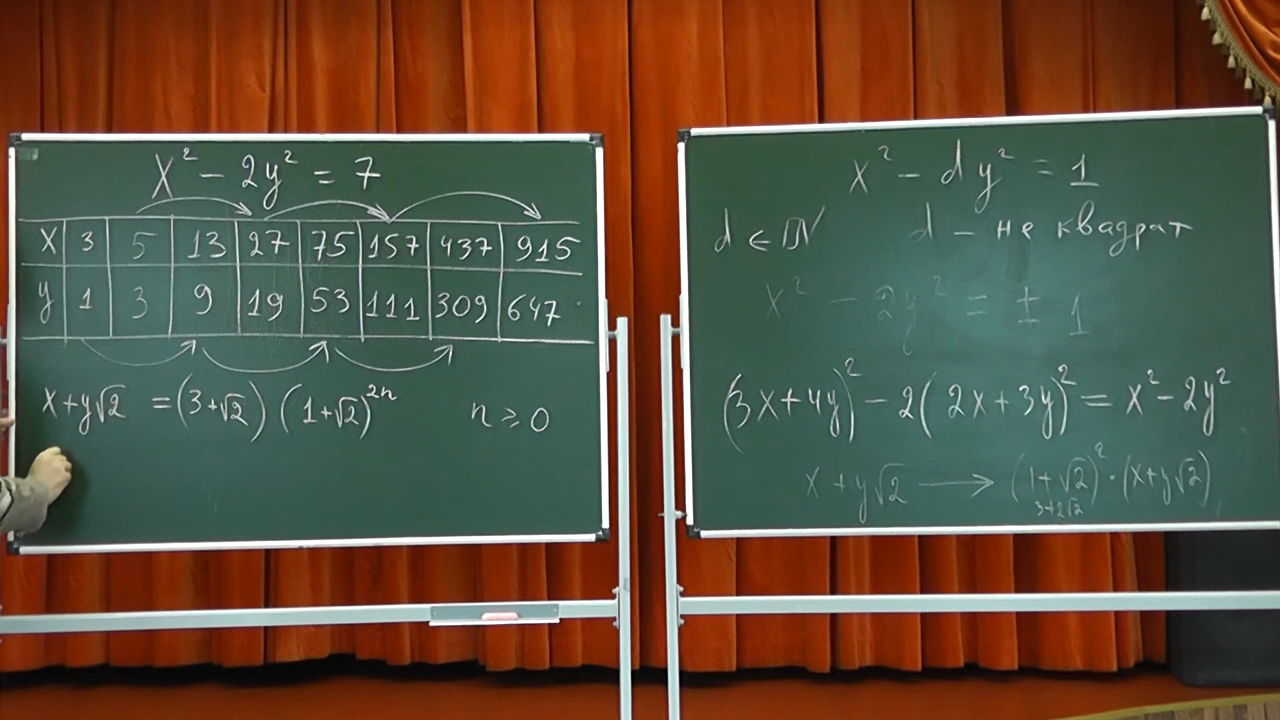 x² − 2y² = 7
x 3 5 13 27 75 157 437 915
y 1 3 9 19 53 111 309 647
x+y√2 = (3+√2) (1+√2)²ⁿ n ≥ 0
x² − dy² = 1
d ∈ ℕ d − не квадрат
x² − 2y² = ± 1
(3x+4y)² − 2(2x+3y)² = x² − 2y²
x + y√2 → (1+√2)² · (x+y√2)
3+2√2